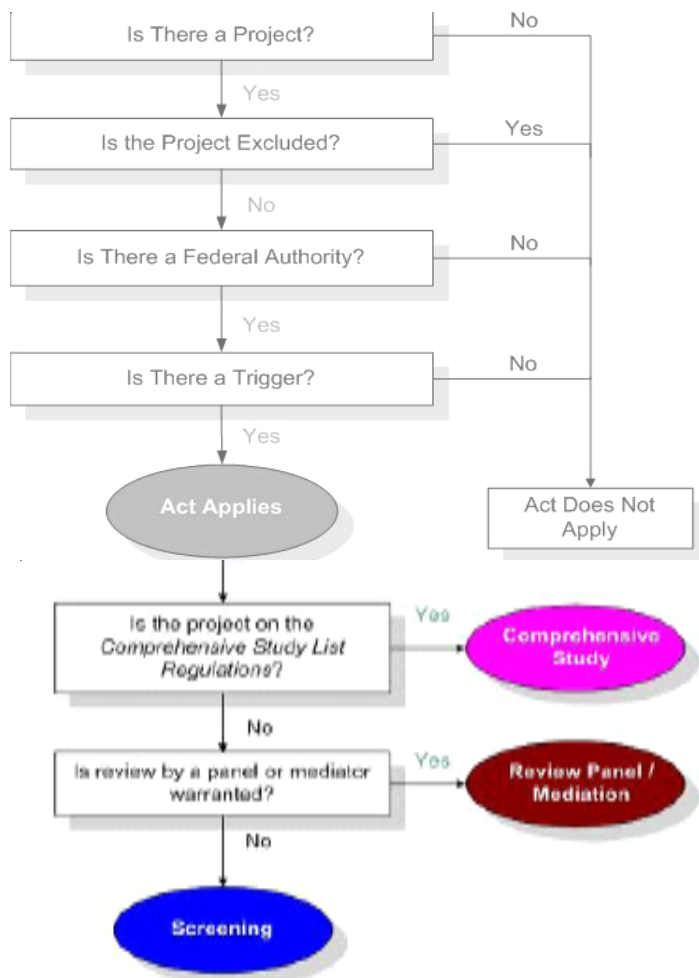 Is There a Project?
No
Yes
Is the Project Excluded?
Yes
No
Is There a Federal Authority?
No
Yes
Is There a Trigger?
No
Yes
Act Applies
Act Does Not
Apply
Is the project on the
Comprehensive Study List
Regulations?
Yes
Comprehensive
Study
No
Is review by a panel or mediator
warranted?
Yes
Review Panel /
Mediation
No
Screening